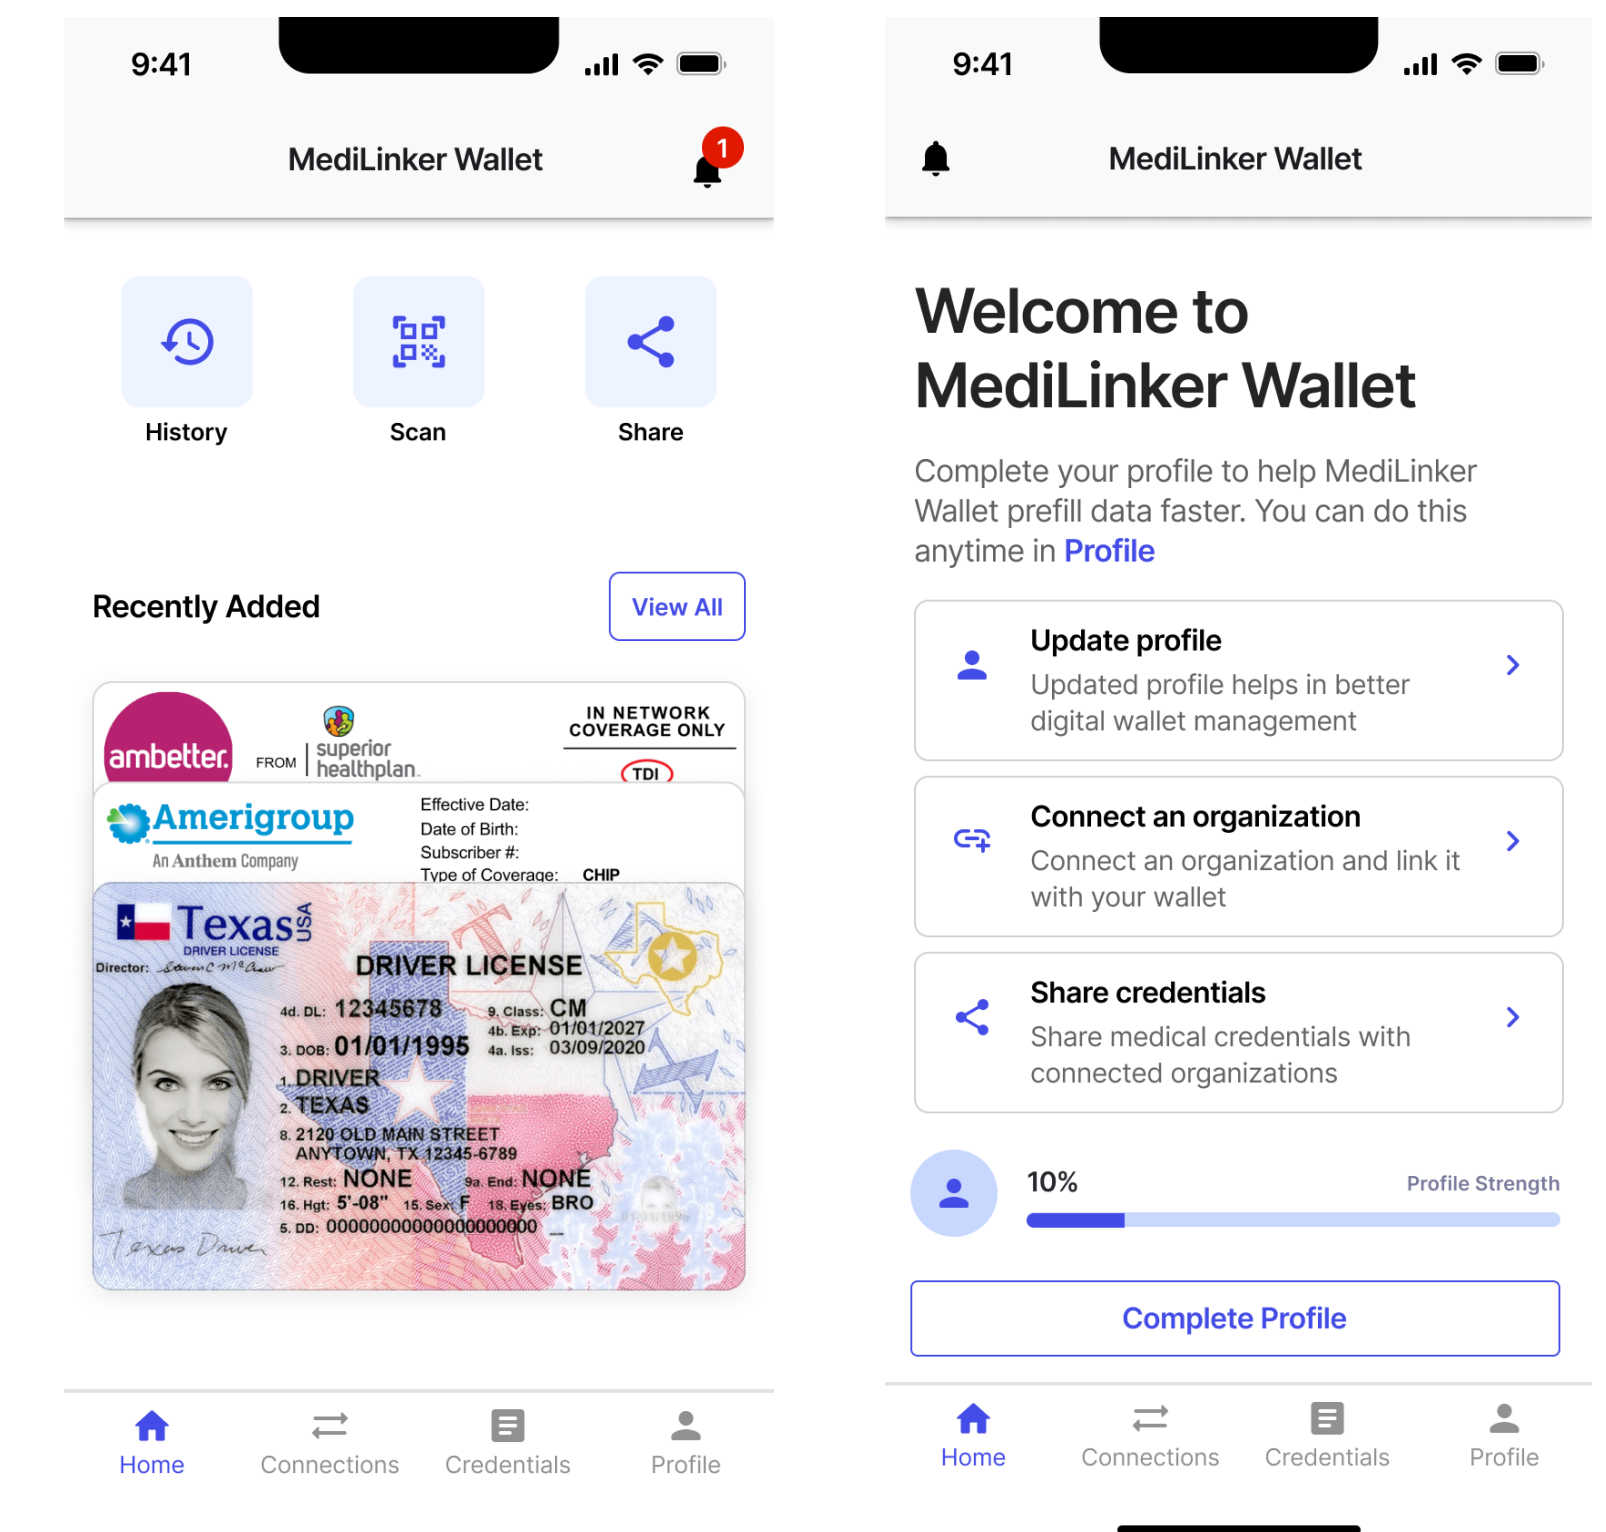 9:41
MediLinker Wallet
1
History
Scan
Share
Recently Added
View All
ambetter.
FROM
superior
healthplan
IN NETWORK
COVERAGE ONLY
TDI
Amerigroup
An Anthem Company
Effective Date:
Date of Birth:
Subscriber #:
Type of Coverage: CHIP
Texas USA
DRIVER LICENSE
Director: Steven C McCraw
DRIVER LICENSE
4d. DL: 12345678
9. Class: CM
4b. Exp: 01/01/2027
3. DOB: 01/01/1995
4a. Iss: 03/09/2020
1. DRIVER
2. TEXAS
8. 2120 OLD MAIN STREET
ANYTOWN, TX 12345-6789
12. Rest: NONE 9a. End: NONE
16. Hgt: 5'-08" 15. Sex: F 18. Eyes: BRO
5. DD: 00000000000000000000
Texas Driver
Home
Connections
Credentials
Profile
9:41
MediLinker Wallet
Welcome to
MediLinker Wallet
Complete your profile to help MediLinker
Wallet prefill data faster. You can do this
anytime in Profile
Update profile
Updated profile helps in better
digital wallet management
Connect an organization
Connect an organization and link it
with your wallet
Share credentials
Share medical credentials with
connected organizations
10%
Profile Strength
Complete Profile
Home
Connections
Credentials
Profile